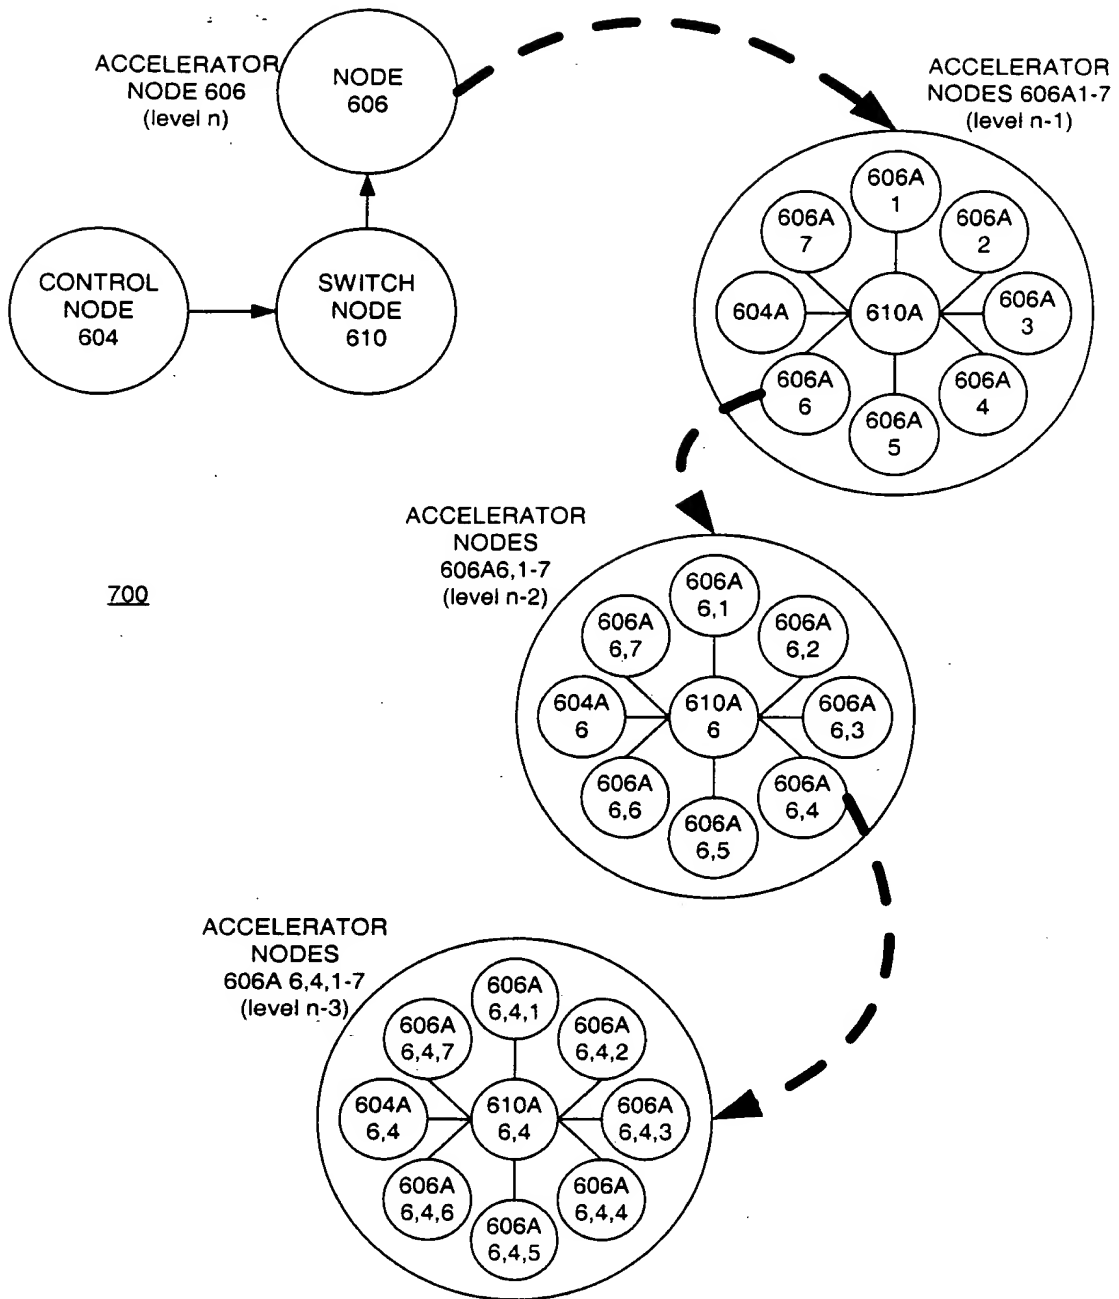 ACCELERATOR
NODE 606
(level n)
NODE
606
ACCELERATOR
NODES 606A1-7
(level n-1)
CONTROL
NODE
604
SWITCH
NODE
610
606A
1
606A
7
606A
2
604A
610A
606A
3
606A
6
606A
4
606A
5
ACCELERATOR
NODES
606A6,1-7
(level n-2)
700
606A
6,1
606A
6,7
606A
6,2
604A
6
610A
6
606A
6,3
606A
6,6
606A
6,4
606A
6,5
ACCELERATOR
NODES
606A 6,4,1-7
(level n-3)
606A
6,4,1
606A
6,4,7
606A
6,4,2
604A
6,4
610A
6,4
606A
6,4,3
606A
6,4,6
606A
6,4,4
606A
6,4,5